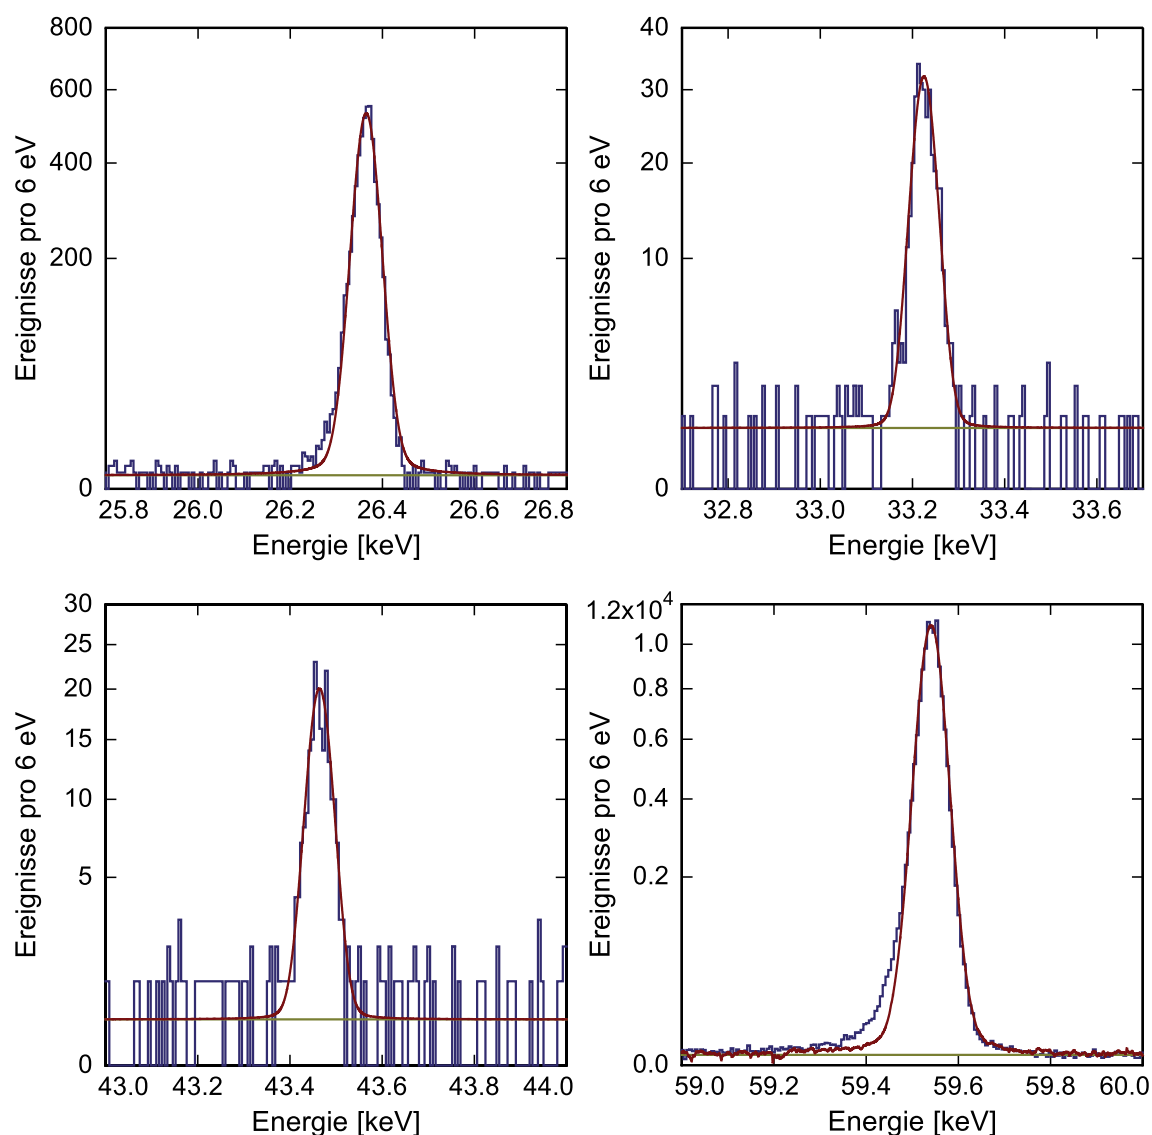 800
600
400
200
0
Ereignisse pro 6 eV
25.8 26.0 26.2 26.4 26.6 26.8
Energie [keV]
40
30
20
10
0
Ereignisse pro 6 eV
32.8 33.0 33.2 33.4 33.6
Energie [keV]
30
25
20
15
10
5
0
Ereignisse pro 6 eV
43.0 43.2 43.4 43.6 43.8 44.0
Energie [keV]
1.2x10⁴
1.0
0.8
0.6
0.4
0.2
0.0
Ereignisse pro 6 eV
59.0 59.2 59.4 59.6 59.8 60.0
Energie [keV]